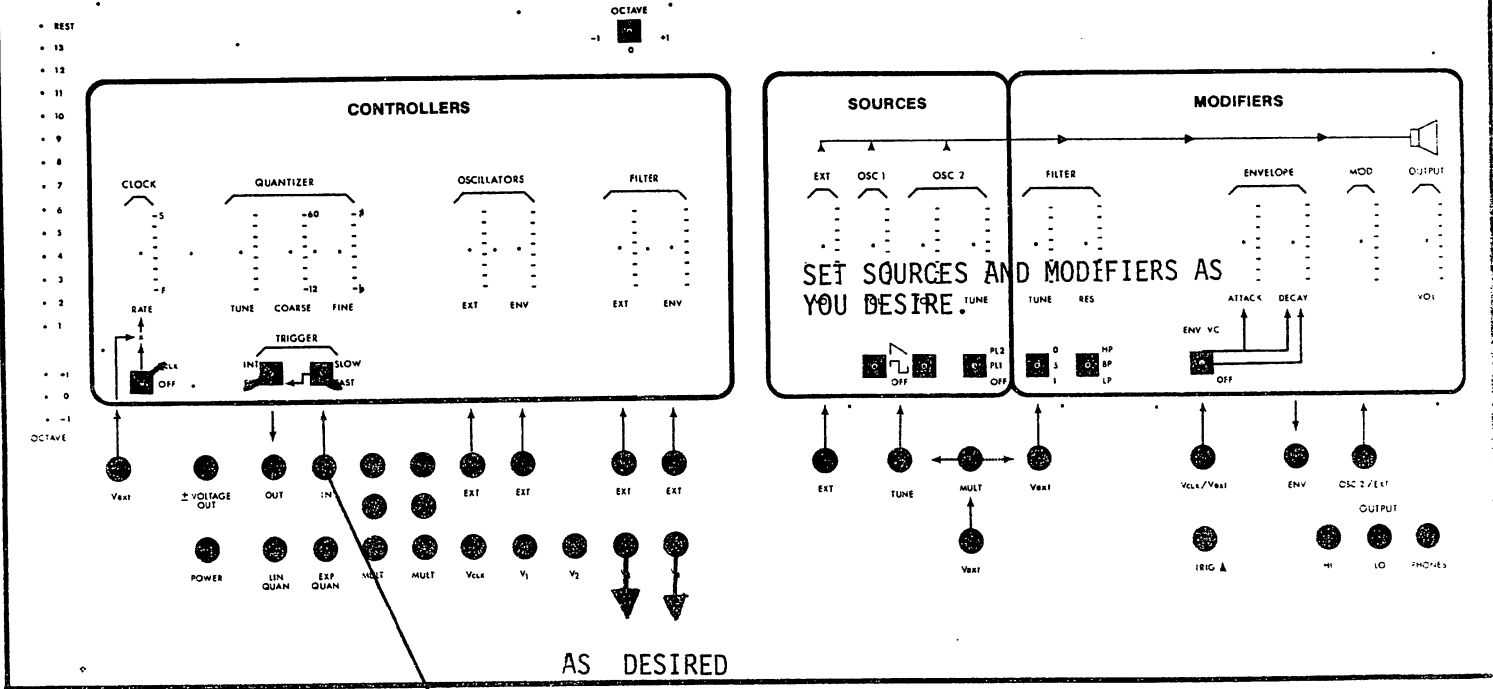 OCTAVE
-1 +1
0
REST
13
12
11
10
9
8
7
6
5
4
3
2
1
+1
0
-1
OCTAVE
CONTROLLERS
CLOCK QUANTIZER OSCILLATORS FILTER
-S -60 -♯
-F -12 -♭
RATE TUNE COARSE FINE EXT ENV EXT ENV
x
TRIGGER
INT SLOW
OFF FAST
SOURCES MODIFIERS
EXT OSC 1 OSC 2 FILTER ENVELOPE MOD OUTPUT
SET SOURCES AND MODIFIERS AS
YOU DESIRE.
TUNE TUNE RES ATTACK DECAY VOL
ENV VC
PL2 0 HP
PL1 BP
OFF OFF 1 LP OFF
Vext ± VOLTAGE OUT OUT IN EXT EXT EXT EXT
EXT TUNE MULT Vext VCLK/Vext ENV OSC 2/EXT
OUTPUT
POWER LIN QUAN EXP QUAN MULT MULT VCLK V1 V2
Vext TRIG ▲ HI LO PHONES
AS DESIRED